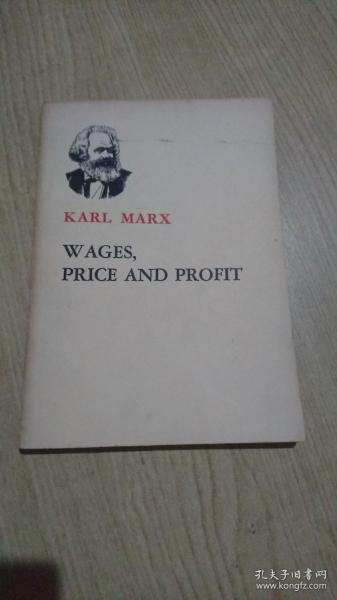 KARL MARX
WAGES,
PRICE AND PROFIT
孔夫子旧书网
www.kongfz.com